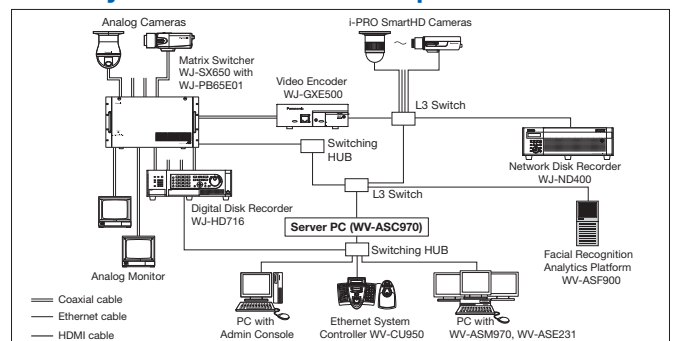 Analog Cameras
i-PRO SmartHD Cameras
Matrix Switcher
WJ-SX650 with
WJ-PB65E01
Video Encoder
WJ-GXE500
L3 Switch
Switching
HUB
Network Disk Recorder
WJ-ND400
L3 Switch
Digital Disk Recorder
WJ-HD716
Server PC (WV-ASC970)
Switching HUB
Facial Recognition
Analytics Platform
WV-ASF900
Analog Monitor
Coaxial cable
Ethernet cable
HDMI cable
PC with
Admin Console
Ethernet System
Controller WV-CU950
PC with
WV-ASM970, WV-ASE231